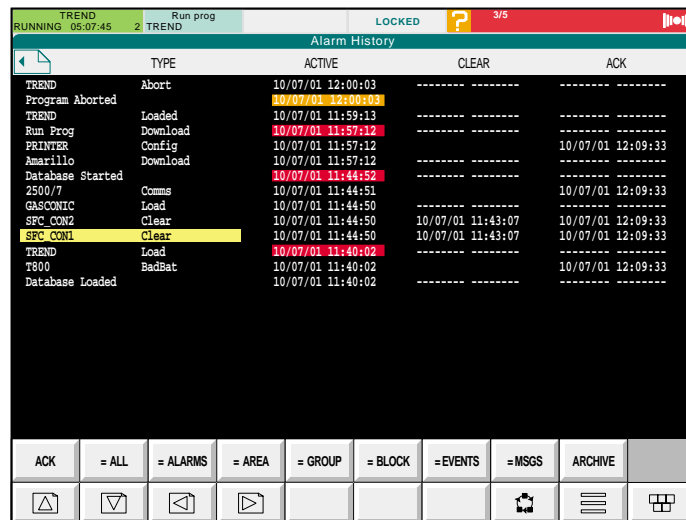 TREND Run prog 3/5
RUNNING 05:07:45 2 TREND LOCKED ?
Alarm History
TYPE ACTIVE CLEAR ACK
TREND Abort 10/07/01 12:00:03 -------- -------- -------- --------
Program Aborted 10/07/01 12:00:03
TREND Loaded 10/07/01 11:59:13 -------- -------- -------- --------
Run Prog Download 10/07/01 11:57:12 -------- -------- -------- --------
PRINTER Config 10/07/01 11:57:12 10/07/01 12:09:33
Amarillo Download 10/07/01 11:57:12 -------- -------- -------- --------
Database Started 10/07/01 11:44:52 -------- -------- -------- --------
2500/7 Comms 10/07/01 11:44:51 10/07/01 12:09:33
GASCONIC Load 10/07/01 11:44:50 -------- -------- -------- --------
SFC_CON2 Clear 10/07/01 11:44:50 10/07/01 11:43:07 10/07/01 12:09:33
SFC_CON1 Clear 10/07/01 11:44:50 10/07/01 11:43:07 10/07/01 12:09:33
TREND Load 10/07/01 11:40:02 -------- -------- -------- --------
T800 BadBat 10/07/01 11:40:02 10/07/01 12:09:33
Database Loaded 10/07/01 11:40:02 -------- -------- -------- --------
ACK = ALL = ALARMS = AREA = GROUP = BLOCK =EVENTS =MSGS ARCHIVE